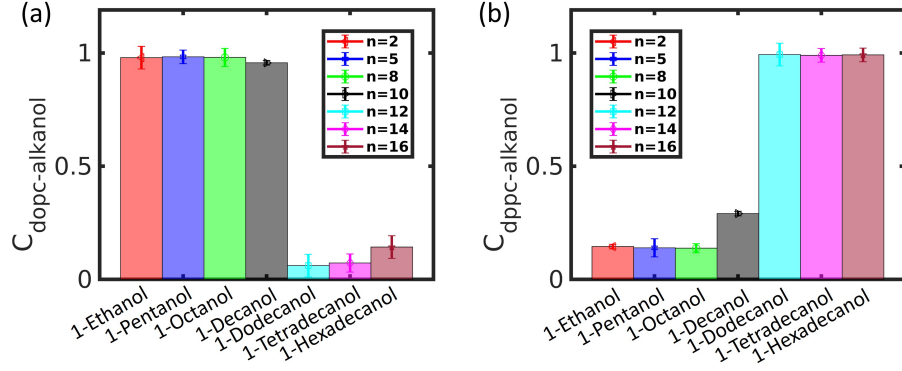 (a)
C_dopc-alkanol
1
0.5
0
n=2
n=5
n=8
n=10
n=12
n=14
n=16
1-Ethanol
1-Pentanol
1-Octanol
1-Decanol
1-Dodecanol
1-Tetradecanol
1-Hexadecanol
(b)
C_dppc-alkanol
1
0.5
0
n=2
n=5
n=8
n=10
n=12
n=14
n=16
1-Ethanol
1-Pentanol
1-Octanol
1-Decanol
1-Dodecanol
1-Tetradecanol
1-Hexadecanol